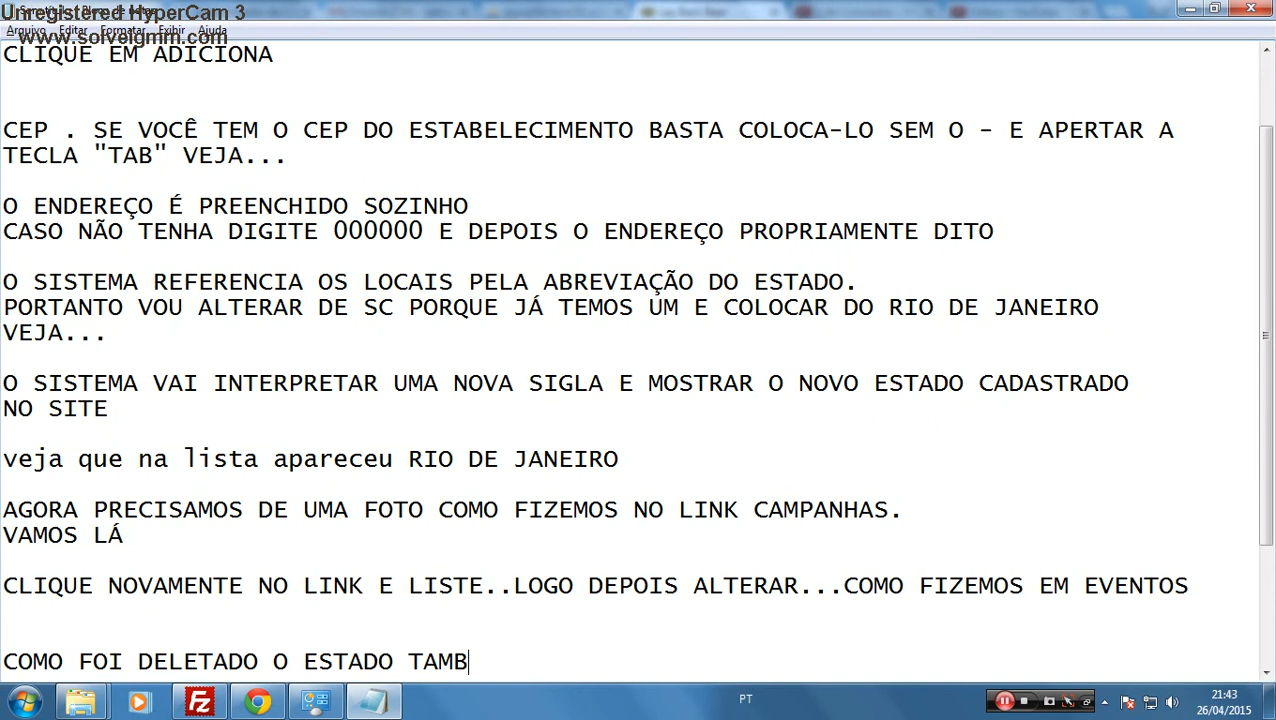 Unregistered HyperCam 3
www.solveigmm.com
Arquivo Editar Formatar Exibir Ajuda
CLIQUE EM ADICIONA
CEP . SE VOCÊ TEM O CEP DO ESTABELECIMENTO BASTA COLOCA-LO SEM O - E APERTAR A
TECLA "TAB" VEJA...
O ENDEREÇO É PREENCHIDO SOZINHO
CASO NÃO TENHA DIGITE 000000 E DEPOIS O ENDEREÇO PROPRIAMENTE DITO
O SISTEMA REFERENCIA OS LOCAIS PELA ABREVIAÇÃO DO ESTADO.
PORTANTO VOU ALTERAR DE SC PORQUE JÁ TEMOS UM E COLOCAR DO RIO DE JANEIRO
VEJA...
O SISTEMA VAI INTERPRETAR UMA NOVA SIGLA E MOSTRAR O NOVO ESTADO CADASTRADO
NO SITE
veja que na lista apareceu RIO DE JANEIRO
AGORA PRECISAMOS DE UMA FOTO COMO FIZEMOS NO LINK CAMPANHAS.
VAMOS LÁ
CLIQUE NOVAMENTE NO LINK E LISTE..LOGO DEPOIS ALTERAR...COMO FIZEMOS EM EVENTOS
COMO FOI DELETADO O ESTADO TAMB
PT
21:43
26/04/2015